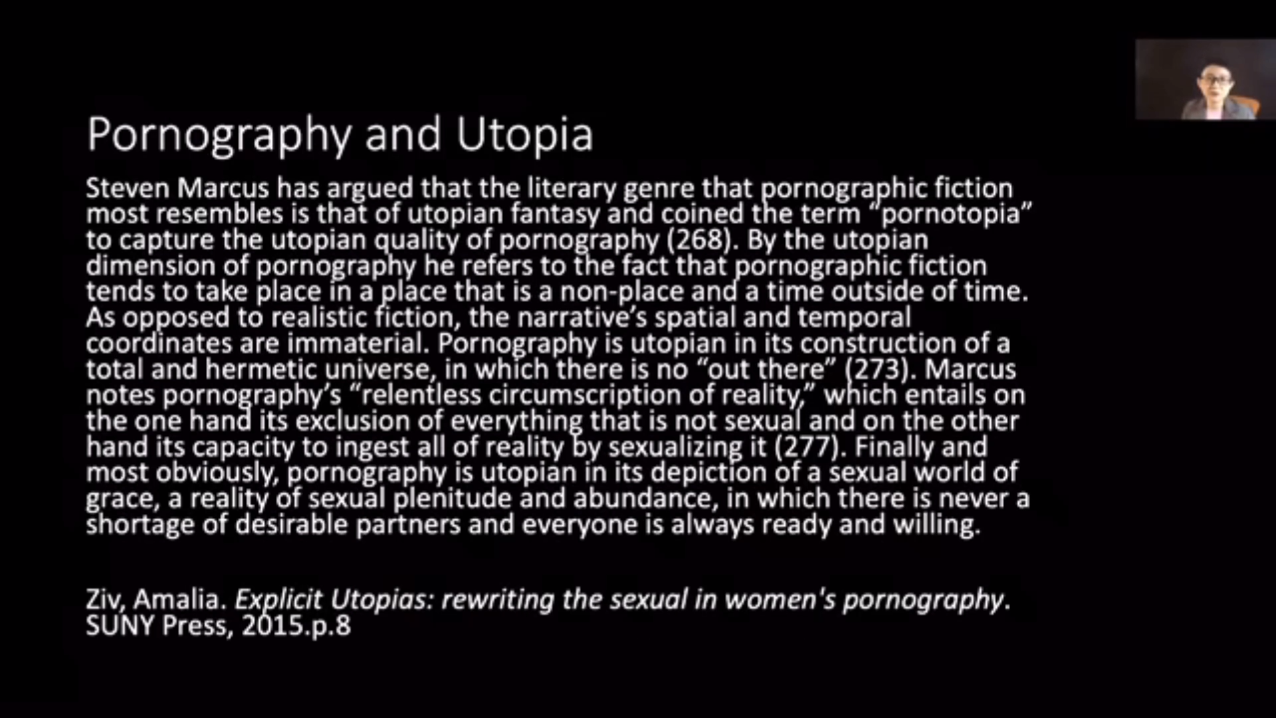 Pornography and Utopia
Steven Marcus has argued that the literary genre that pornographic fiction
most resembles is that of utopian fantasy and coined the term “pornotopia”
to capture the utopian quality of pornography (268). By the utopian
dimension of pornography he refers to the fact that pornographic fiction
tends to take place in a place that is a non-place and a time outside of time.
As opposed to realistic fiction, the narrative’s spatial and temporal
coordinates are immaterial. Pornography is utopian in its construction of a
total and hermetic universe, in which there is no “out there” (273). Marcus
notes pornography’s “relentless circumscription of reality,” which entails on
the one hand its exclusion of everything that is not sexual and on the other
hand its capacity to ingest all of reality by sexualizing it (277). Finally and
most obviously, pornography is utopian in its depiction of a sexual world of
grace, a reality of sexual plenitude and abundance, in which there is never a
shortage of desirable partners and everyone is always ready and willing.
Ziv, Amalia. Explicit Utopias: rewriting the sexual in women's pornography.
SUNY Press, 2015.p.8